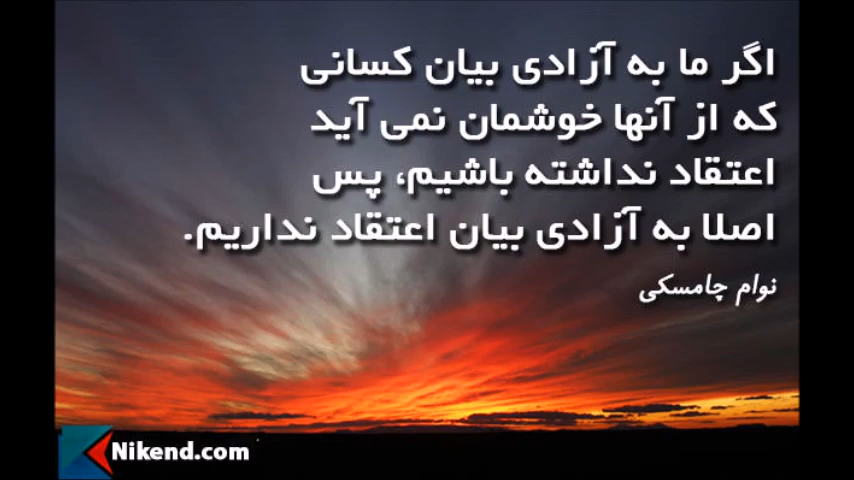 اگر ما به آزادی بیان کسانی
که از آنها خوشمان نمی آید
اعتقاد نداشته باشیم، پس
اصلا به آزادی بیان اعتقاد نداریم.
نوام چامسکی
Nikend.com